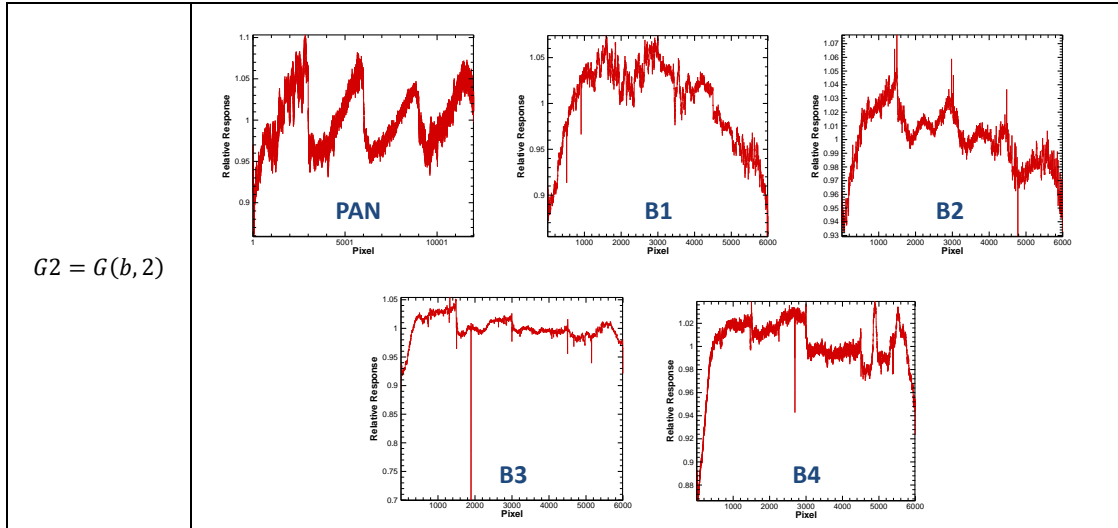 G2 = G(b, 2)
1.1
1.05
1
0.95
0.9
Relative Response
1 5001 10001
Pixel
PAN
1.05
1
0.95
0.9
Relative Response
1000 2000 3000 4000 5000 6000
Pixel
B1
1.07
1.06
1.05
1.04
1.03
1.02
1.01
1
0.99
0.98
0.97
0.96
0.95
0.94
0.93
Relative Response
1000 2000 3000 4000 5000 6000
Pixel
B2
1.05
1
0.95
0.9
0.85
0.8
0.75
0.7
Relative Response
1000 2000 3000 4000 5000 6000
Pixel
B3
1.02
1
0.98
0.96
0.94
0.92
0.9
0.88
Relative Response
1000 2000 3000 4000 5000 6000
Pixel
B4